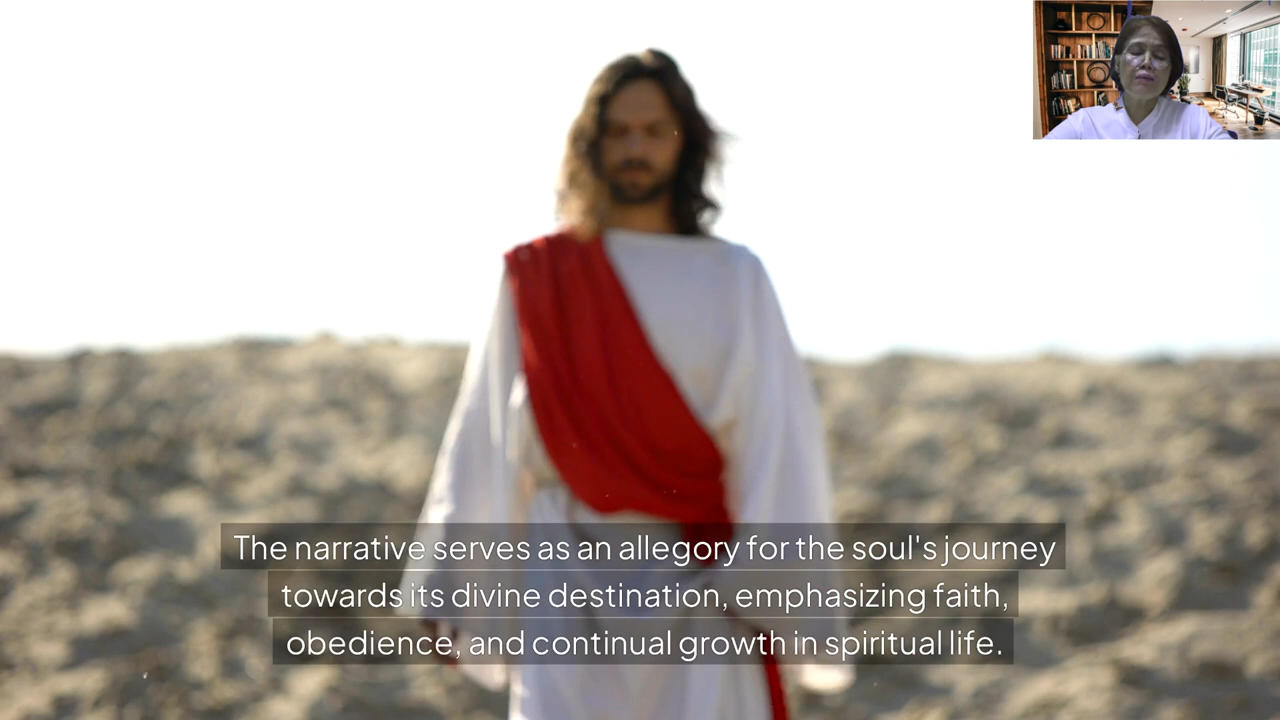 The narrative serves as an allegory for the soul's journey
towards its divine destination, emphasizing faith,
obedience, and continual growth in spiritual life.